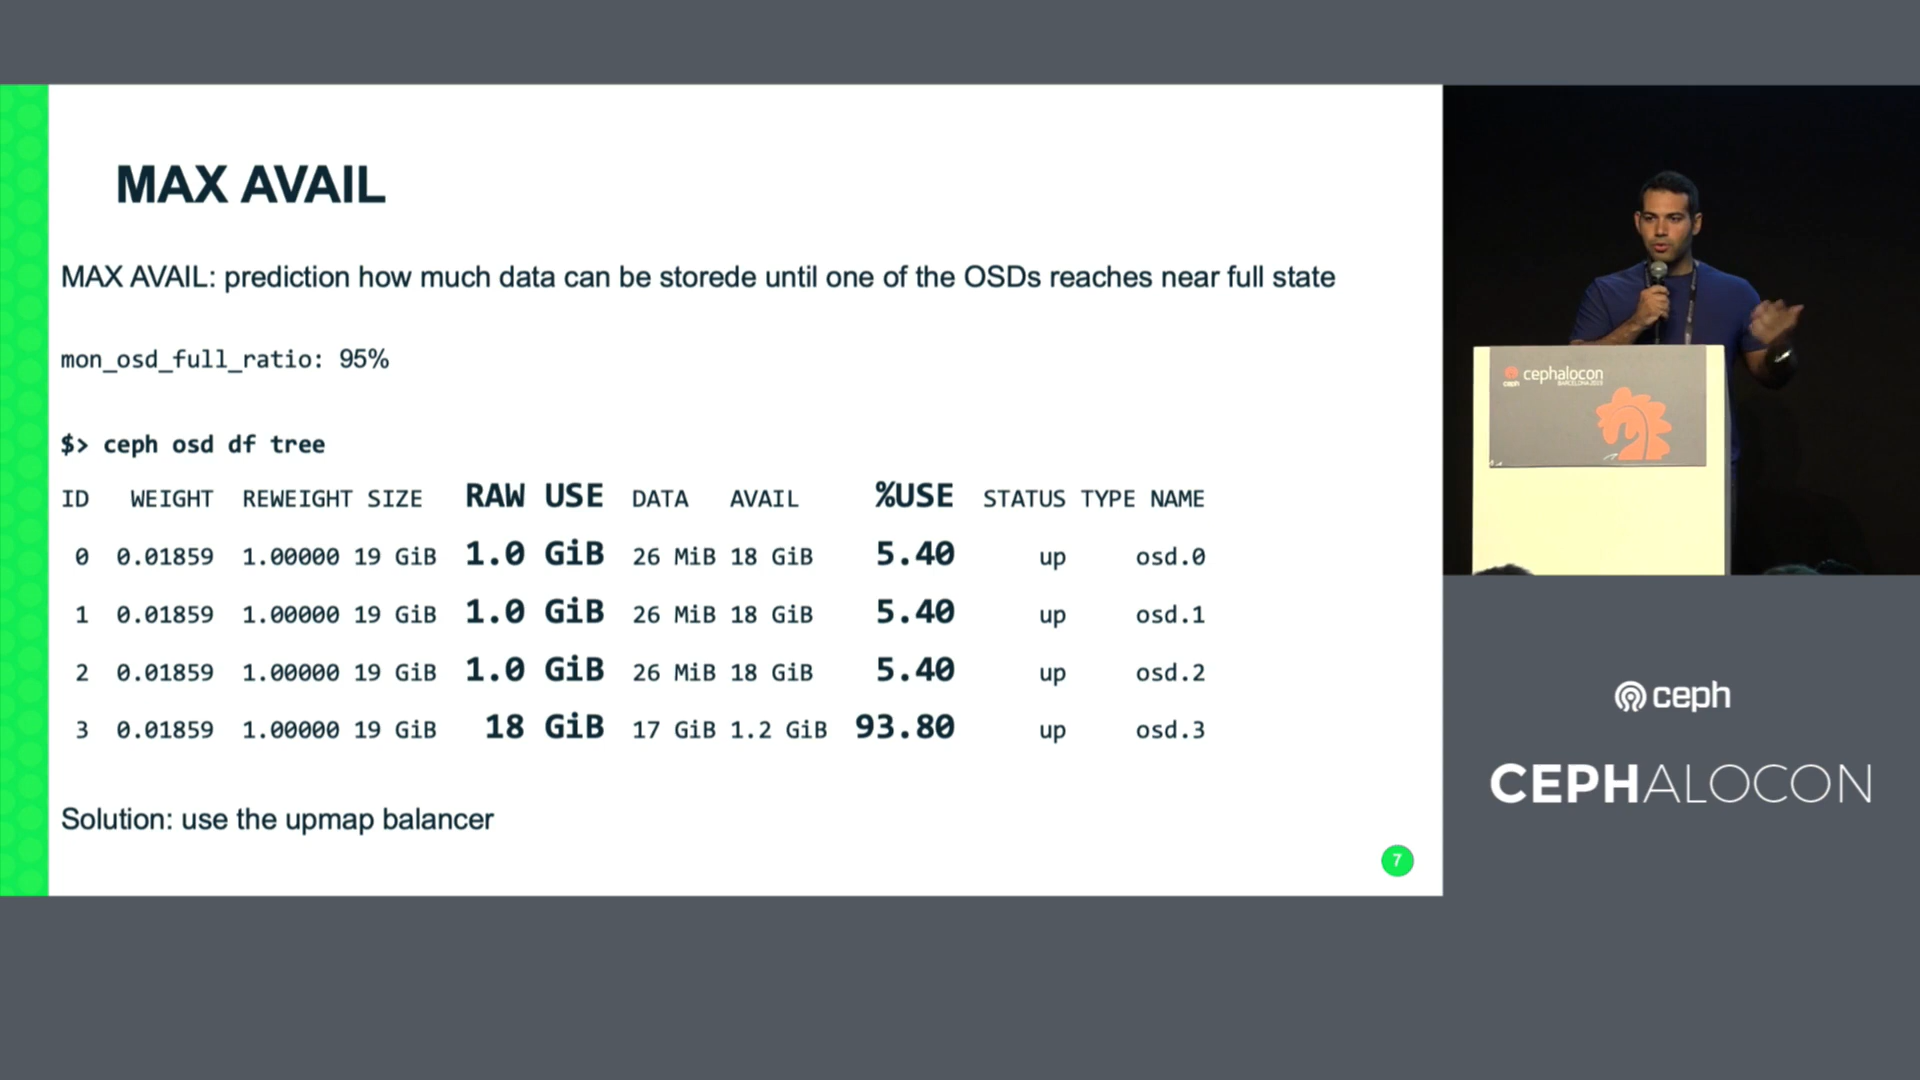 MAX AVAIL
MAX AVAIL: prediction how much data can be storede until one of the OSDs reaches near full state
mon_osd_full_ratio: 95%
$> ceph osd df tree
ID WEIGHT REWEIGHT SIZE RAW USE DATA AVAIL %USE STATUS TYPE NAME
0 0.01859 1.00000 19 GiB 1.0 GiB 26 MiB 18 GiB 5.40 up osd.0
1 0.01859 1.00000 19 GiB 1.0 GiB 26 MiB 18 GiB 5.40 up osd.1
2 0.01859 1.00000 19 GiB 1.0 GiB 26 MiB 18 GiB 5.40 up osd.2
3 0.01859 1.00000 19 GiB 18 GiB 17 GiB 1.2 GiB 93.80 up osd.3
Solution: use the upmap balancer
7
cephalocon
ceph
BARCELONA 2019
ceph
CEPHALOCON